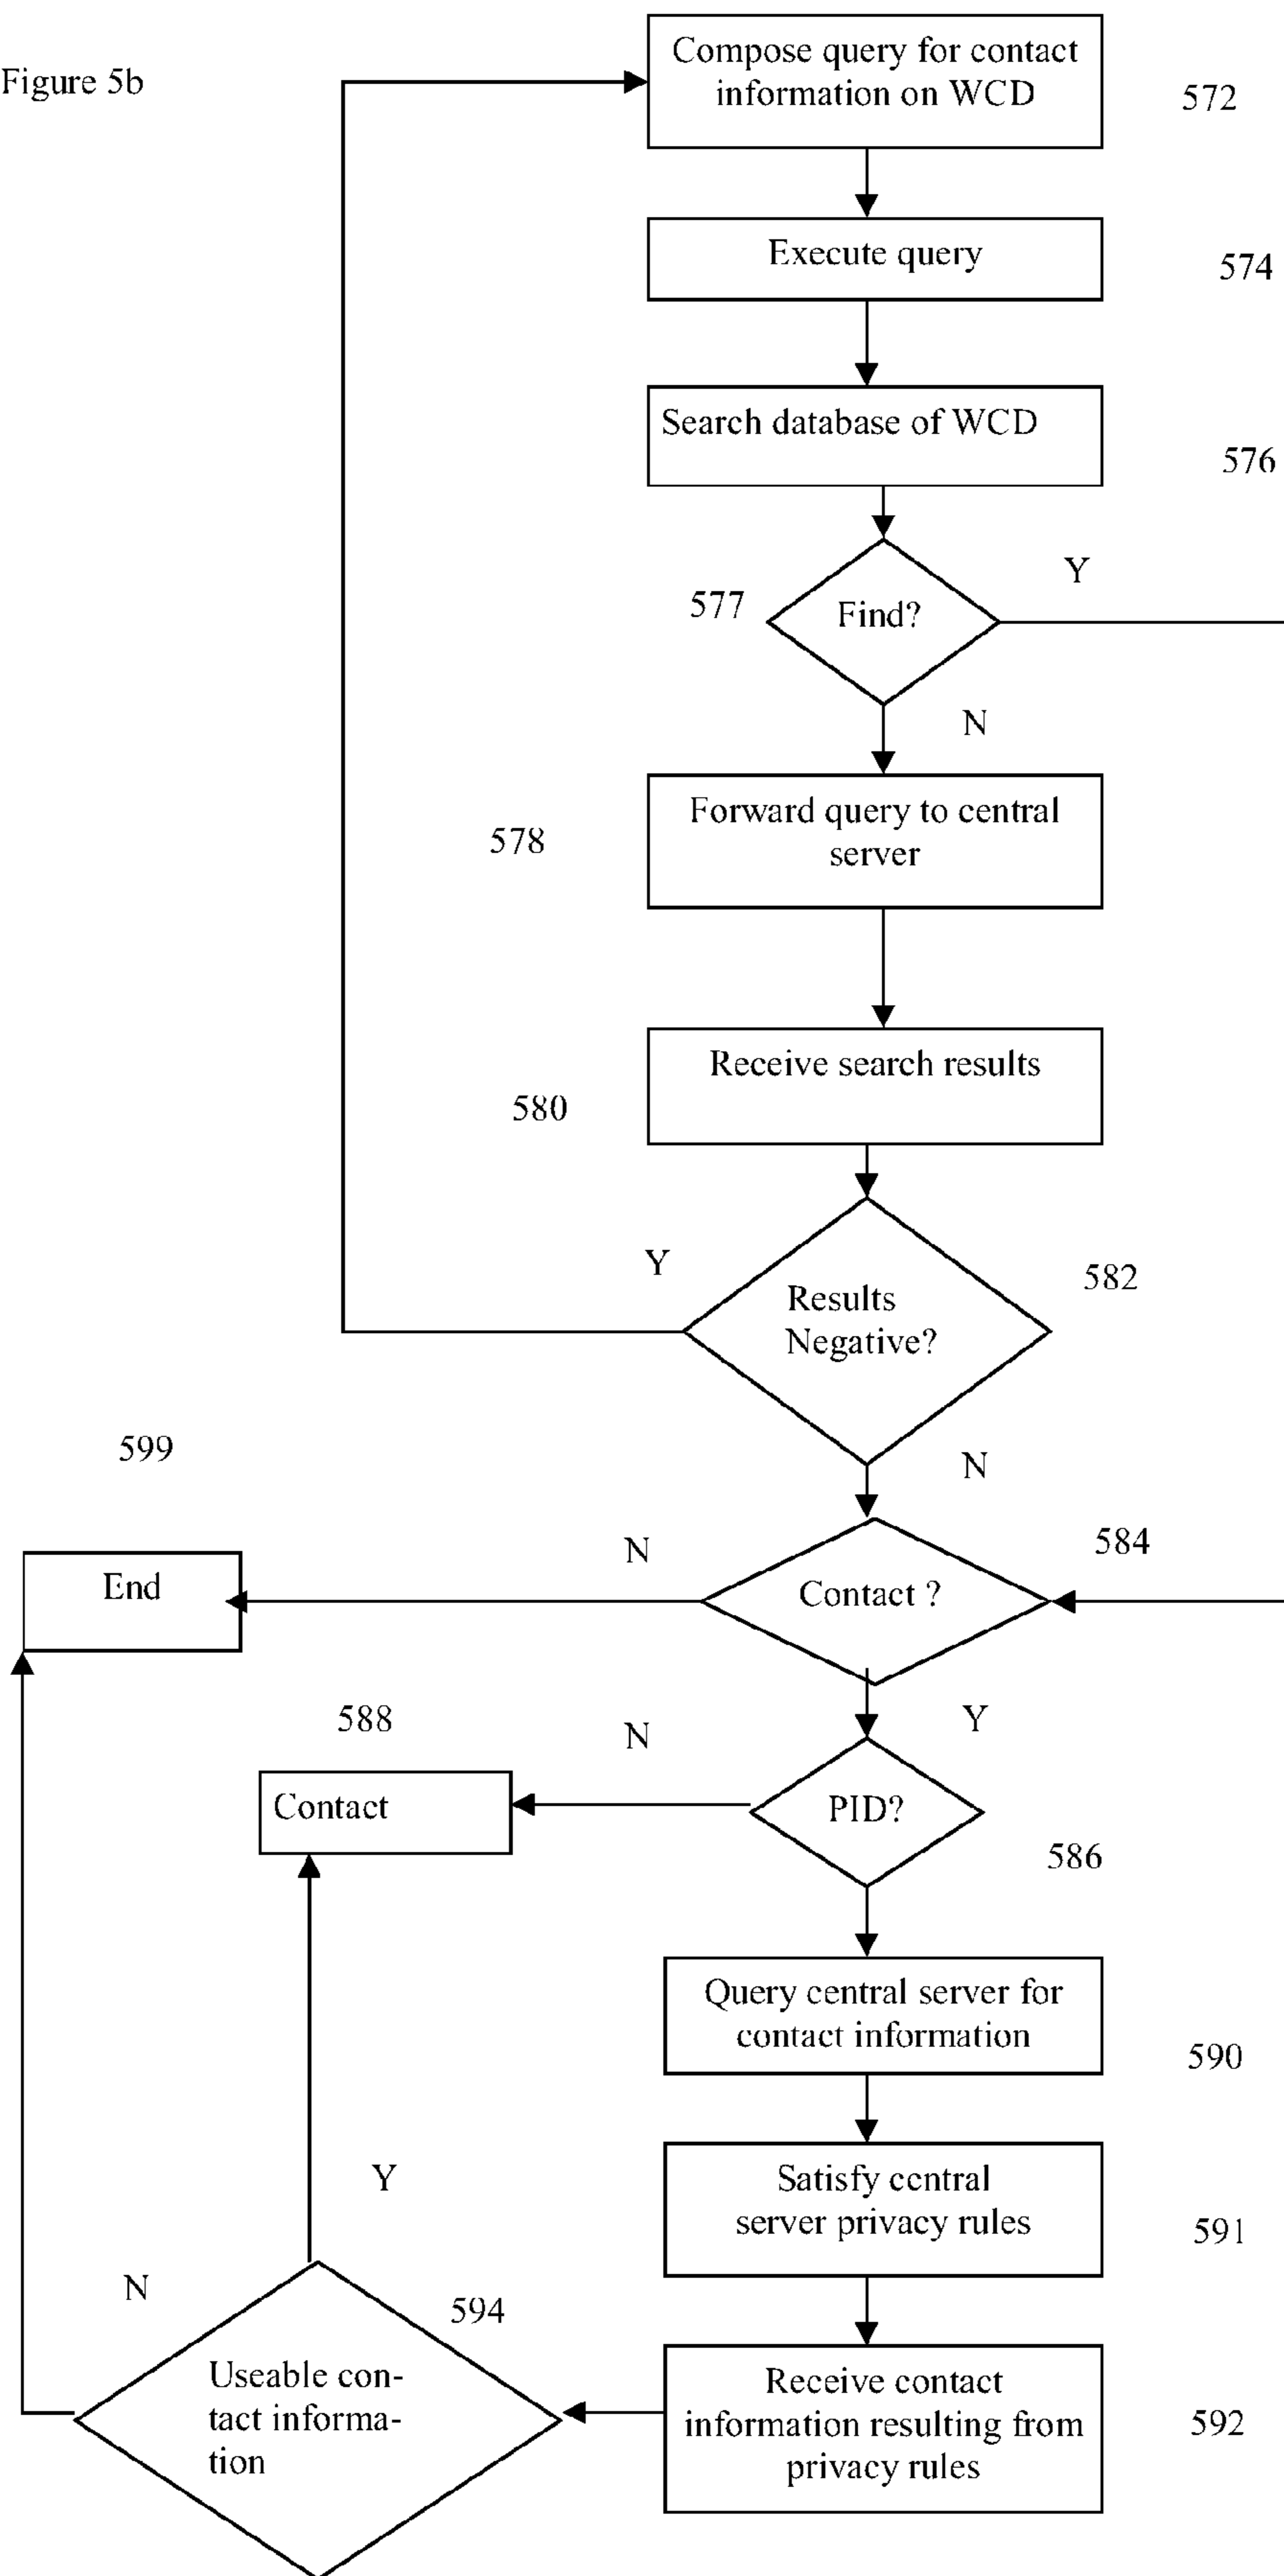 Figure 5b
Compose query for contact
information on WCD
572
Execute query
574
Search database of WCD
576
577
Find?
Y
N
Forward query to central
server
578
Receive search results
580
Y
Results
Negative?
582
N
599
End
N
Contact ?
584
Y
588
Contact
N
PID?
586
Query central server for
contact information
590
Satisfy central
server privacy rules
591
Y
N
594
Useable con-
tact informa-
tion
Receive contact
information resulting from
privacy rules
592